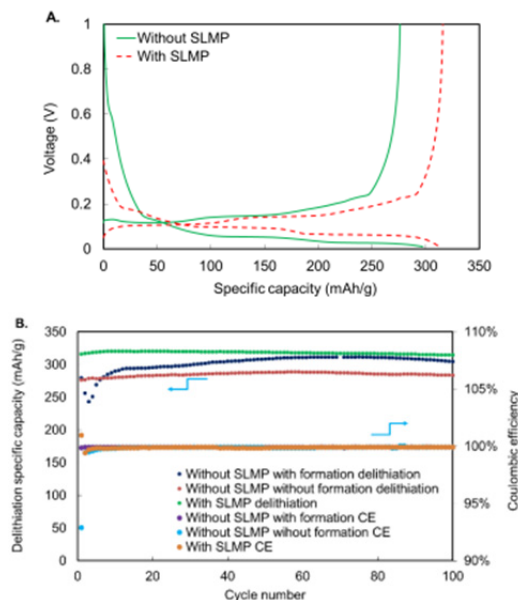 A.
Without SLMP
With SLMP
1
0.8
0.6
0.4
0.2
0
Voltage (V)
0 50 100 150 200 250 300 350
Specific capacity (mAh/g)
B.
350
300
250
200
150
100
50
0
Delithiation specific capacity (mAh/g)
110%
105%
100%
95%
90%
Coulombic efficiency
Without SLMP with formation delithiation
Without SLMP without formation delithiation
With SLMP delithiation
Without SLMP with formation CE
Without SLMP wihout formation CE
With SLMP CE
0 20 40 60 80 100
Cycle number